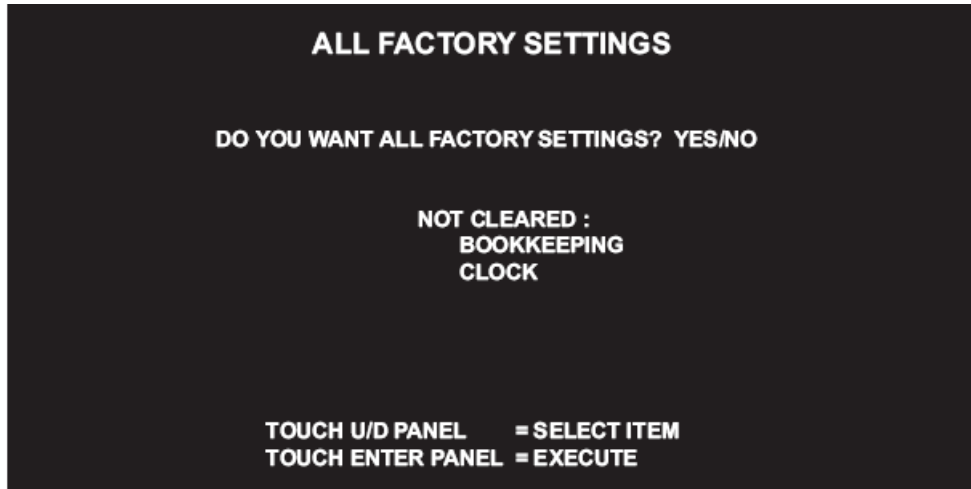 ALL FACTORY SETTINGS
DO YOU WANT ALL FACTORY SETTINGS? YES/NO
NOT CLEARED :
BOOKKEEPING
CLOCK
TOUCH U/D PANEL = SELECT ITEM
TOUCH ENTER PANEL = EXECUTE